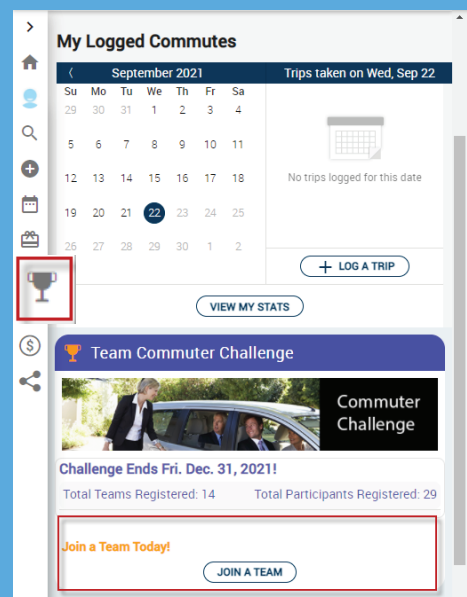 My Logged Commutes
September 2021
Trips taken on Wed, Sep 22
Su Mo Tu We Th Fr Sa
29 30 31 1 2 3 4
5 6 7 8 9 10 11
12 13 14 15 16 17 18
No trips logged for this date
19 20 21 22 23 24 25
26 27 28 29 30 1 2
+ LOG A TRIP
VIEW MY STATS
Team Commuter Challenge
Commuter
Challenge
Challenge Ends Fri. Dec. 31, 2021!
Total Teams Registered: 14 Total Participants Registered: 29
Join a Team Today!
JOIN A TEAM